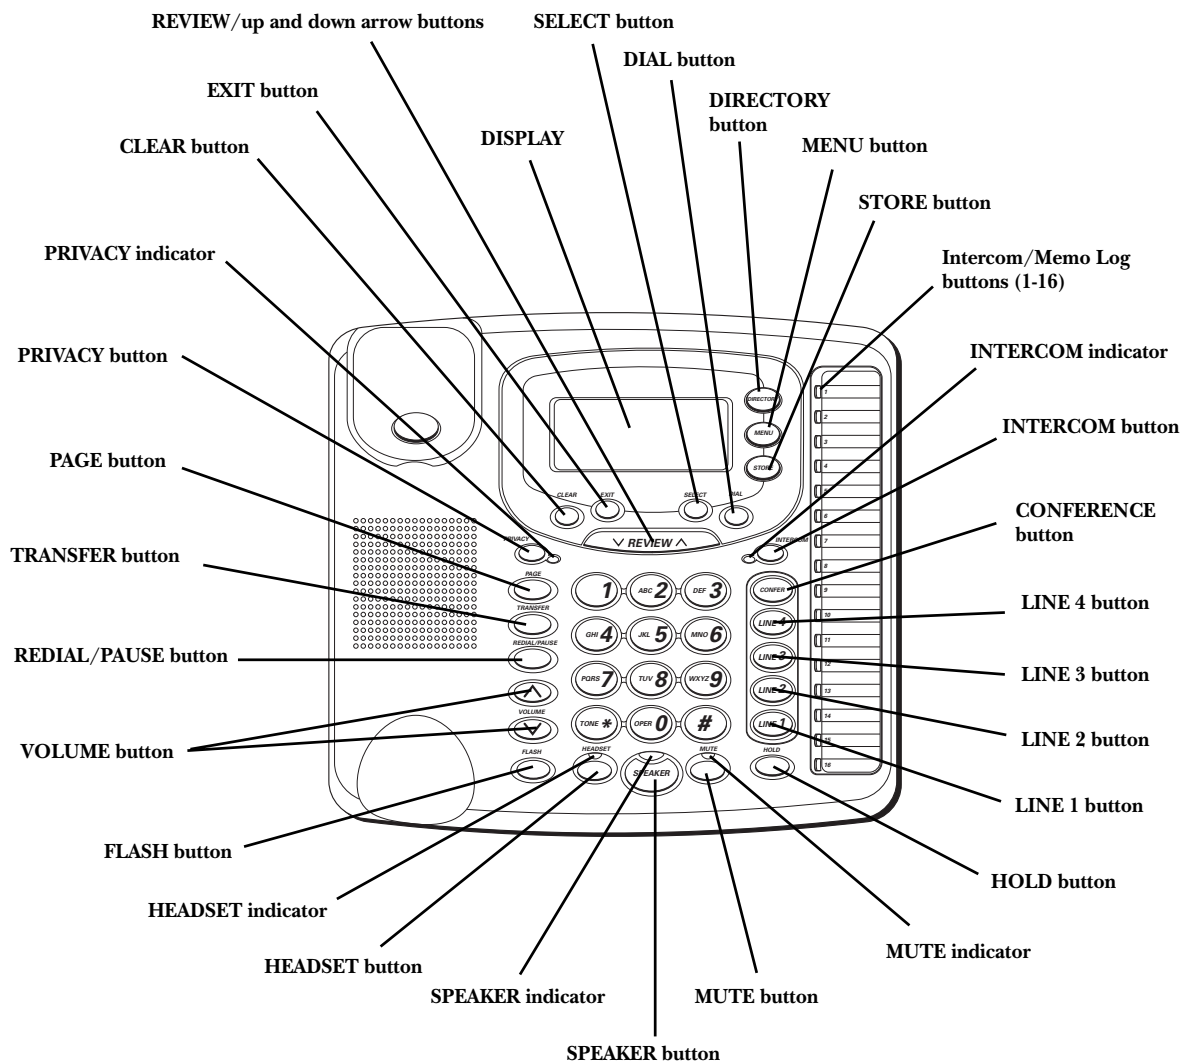 REVIEW/up and down arrow buttons
SELECT button
DIAL button
EXIT button
DIRECTORY
button
CLEAR button
DISPLAY
MENU button
STORE button
PRIVACY indicator
Intercom/Memo Log
buttons (1-16)
PRIVACY button
INTERCOM indicator
INTERCOM button
PAGE button
CONFERENCE
button
TRANSFER button
LINE 4 button
REDIAL/PAUSE button
LINE 3 button
LINE 2 button
VOLUME button
LINE 1 button
FLASH button
HOLD button
HEADSET indicator
MUTE indicator
HEADSET button
SPEAKER indicator
MUTE button
SPEAKER button
DIRECTORY
MENU
STORE
CLEAR
EXIT
SELECT
DIAL
PRIVACY
REVIEW
INTERCOM
PAGE
TRANSFER
REDIAL/PAUSE
VOLUME
FLASH
1
ABC 2
DEF 3
GHI 4
JKL 5
MNO 6
PQRS 7
TUV 8
WXYZ 9
TONE *
OPER 0
#
HEADSET
SPEAKER
MUTE
HOLD
CONFER
LINE 4
LINE 3
LINE 2
LINE 1
1
2
3
4
5
6
7
8
9
10
11
12
13
14
15
16